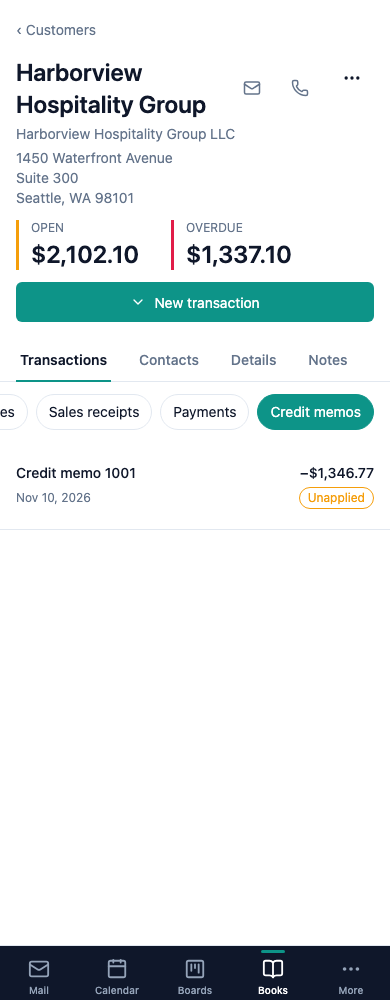 ‹ Customers
Harborview
Hospitality Group
Harborview Hospitality Group LLC
1450 Waterfront Avenue
Suite 300
Seattle, WA 98101
OPEN
$2,102.10
OVERDUE
$1,337.10
New transaction
Transactions
Contacts
Details
Notes
es
Sales receipts
Payments
Credit memos
Credit memo 1001
–$1,346.77
Nov 10, 2026
Unapplied
Mail
Calendar
Boards
Books
More